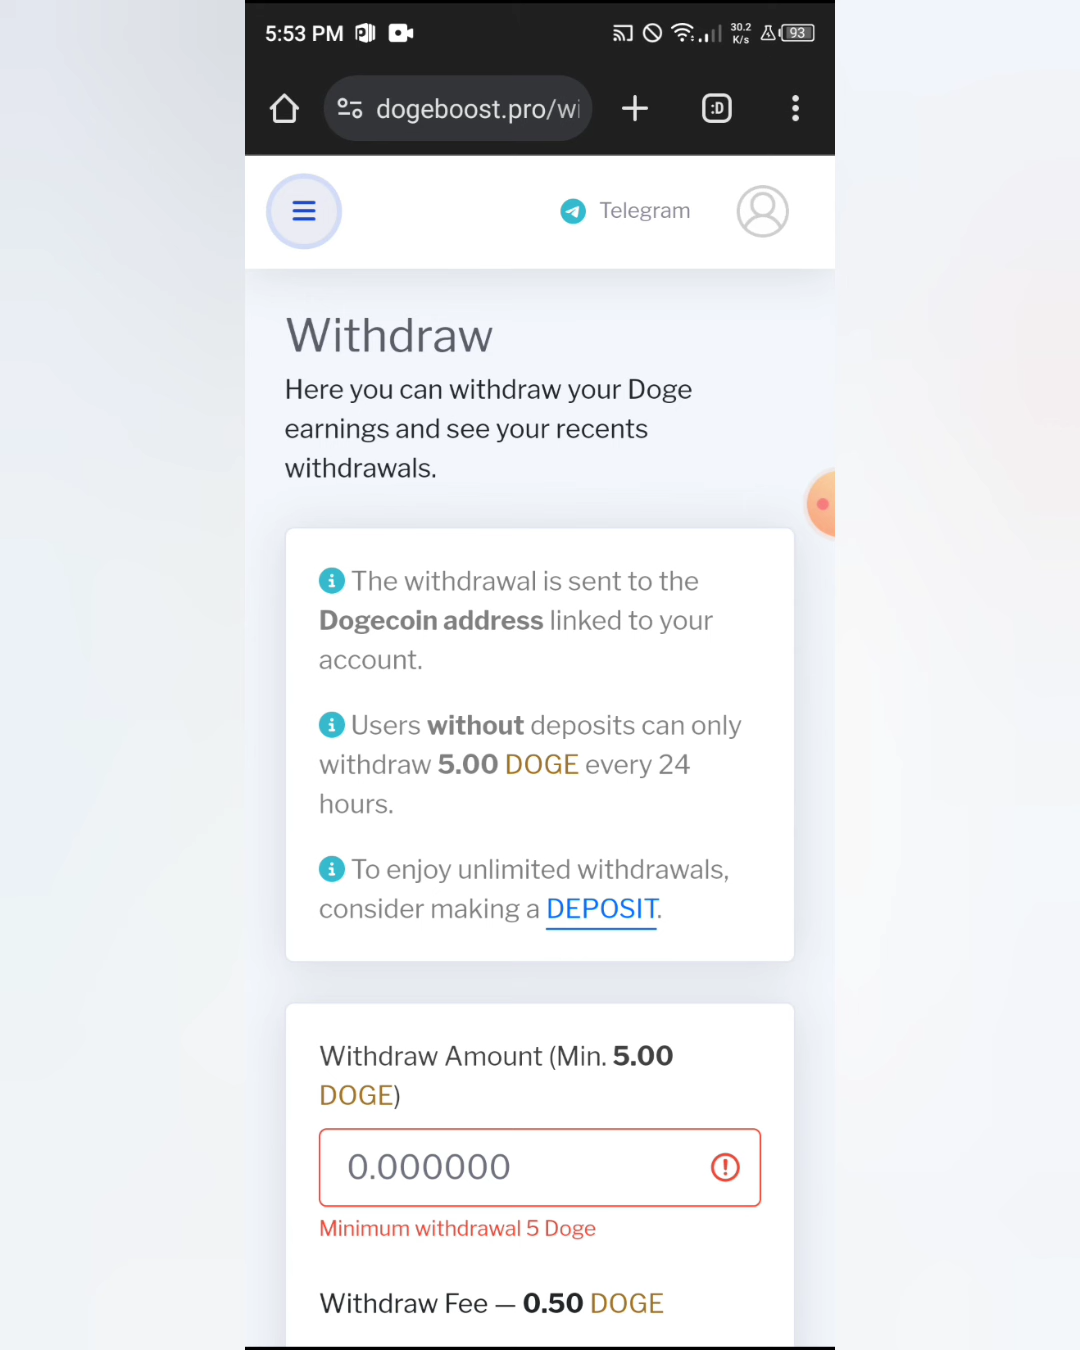 5:53 PM
30.2
K/s
93
dogeboost.pro/wi
:D
Telegram
Withdraw
Here you can withdraw your Doge
earnings and see your recents
withdrawals.
The withdrawal is sent to the
Dogecoin address linked to your
account.
Users without deposits can only
withdraw 5.00 DOGE every 24
hours.
To enjoy unlimited withdrawals,
consider making a DEPOSIT.
Withdraw Amount (Min. 5.00
DOGE)
0.000000
Minimum withdrawal 5 Doge
Withdraw Fee — 0.50 DOGE